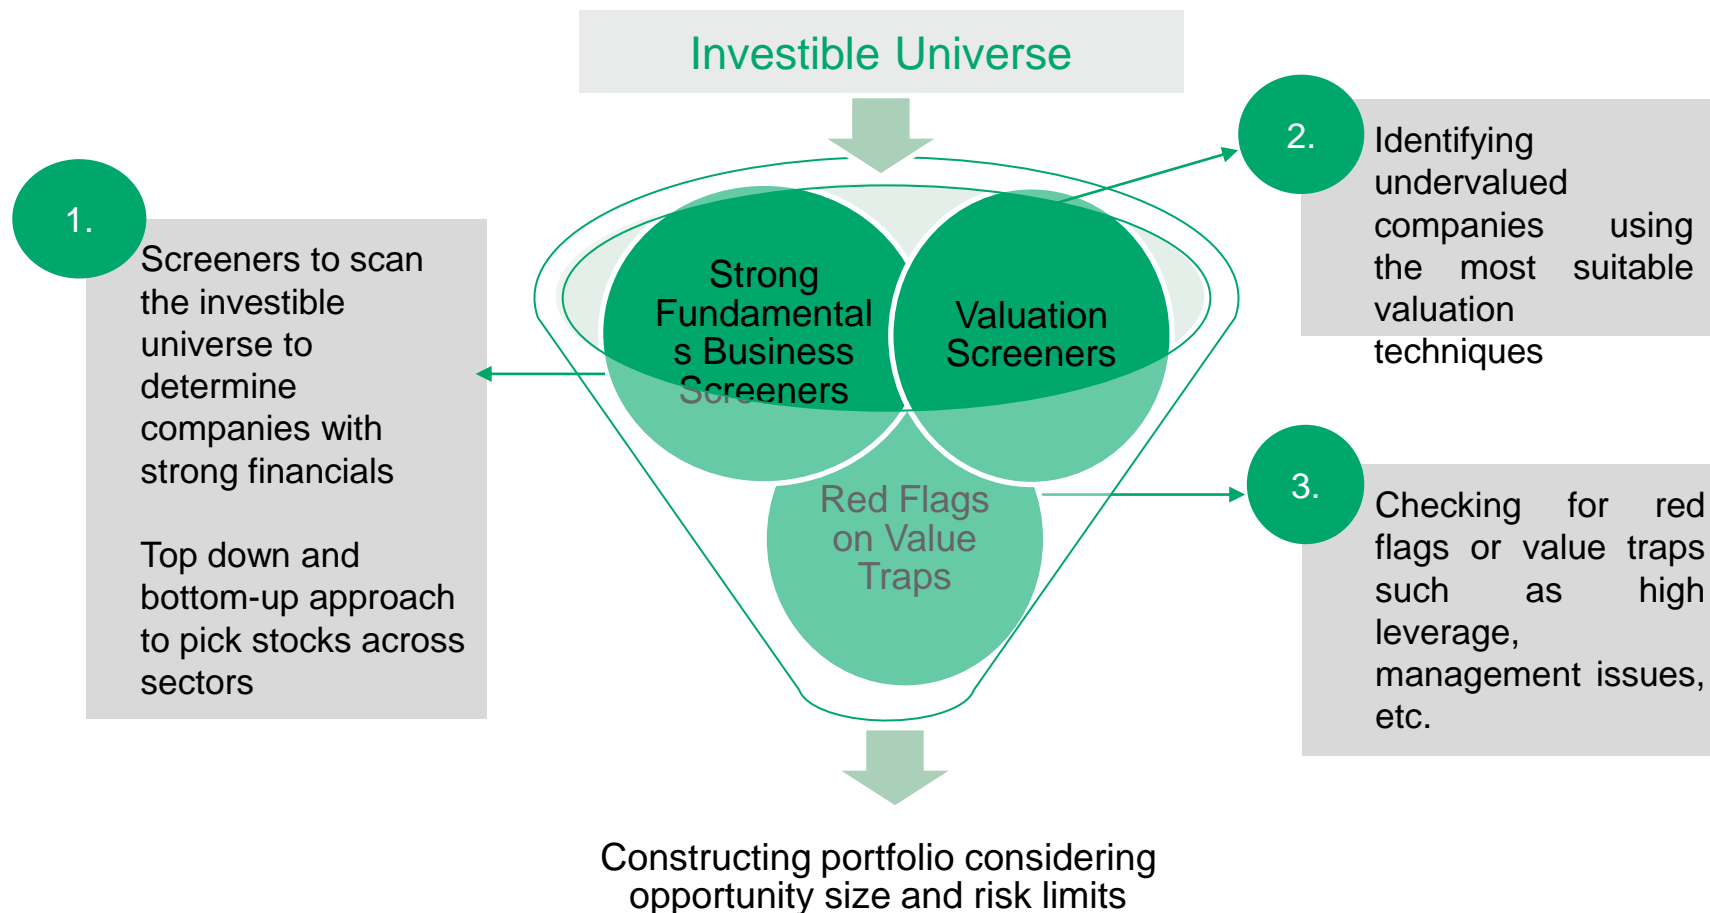 Investible Universe
1.
Screeners to scan
the investible
universe to
determine
companies with
strong financials
Top down and
bottom-up approach
to pick stocks across
sectors
Strong
Fundamental
s Business
Screeners
Valuation
Screeners
Red Flags
on Value
Traps
2.
Identifying
undervalued
companies using
the most suitable
valuation
techniques
3.
Checking for red
flags or value traps
such as high
leverage,
management issues,
etc.
Constructing portfolio considering
opportunity size and risk limits